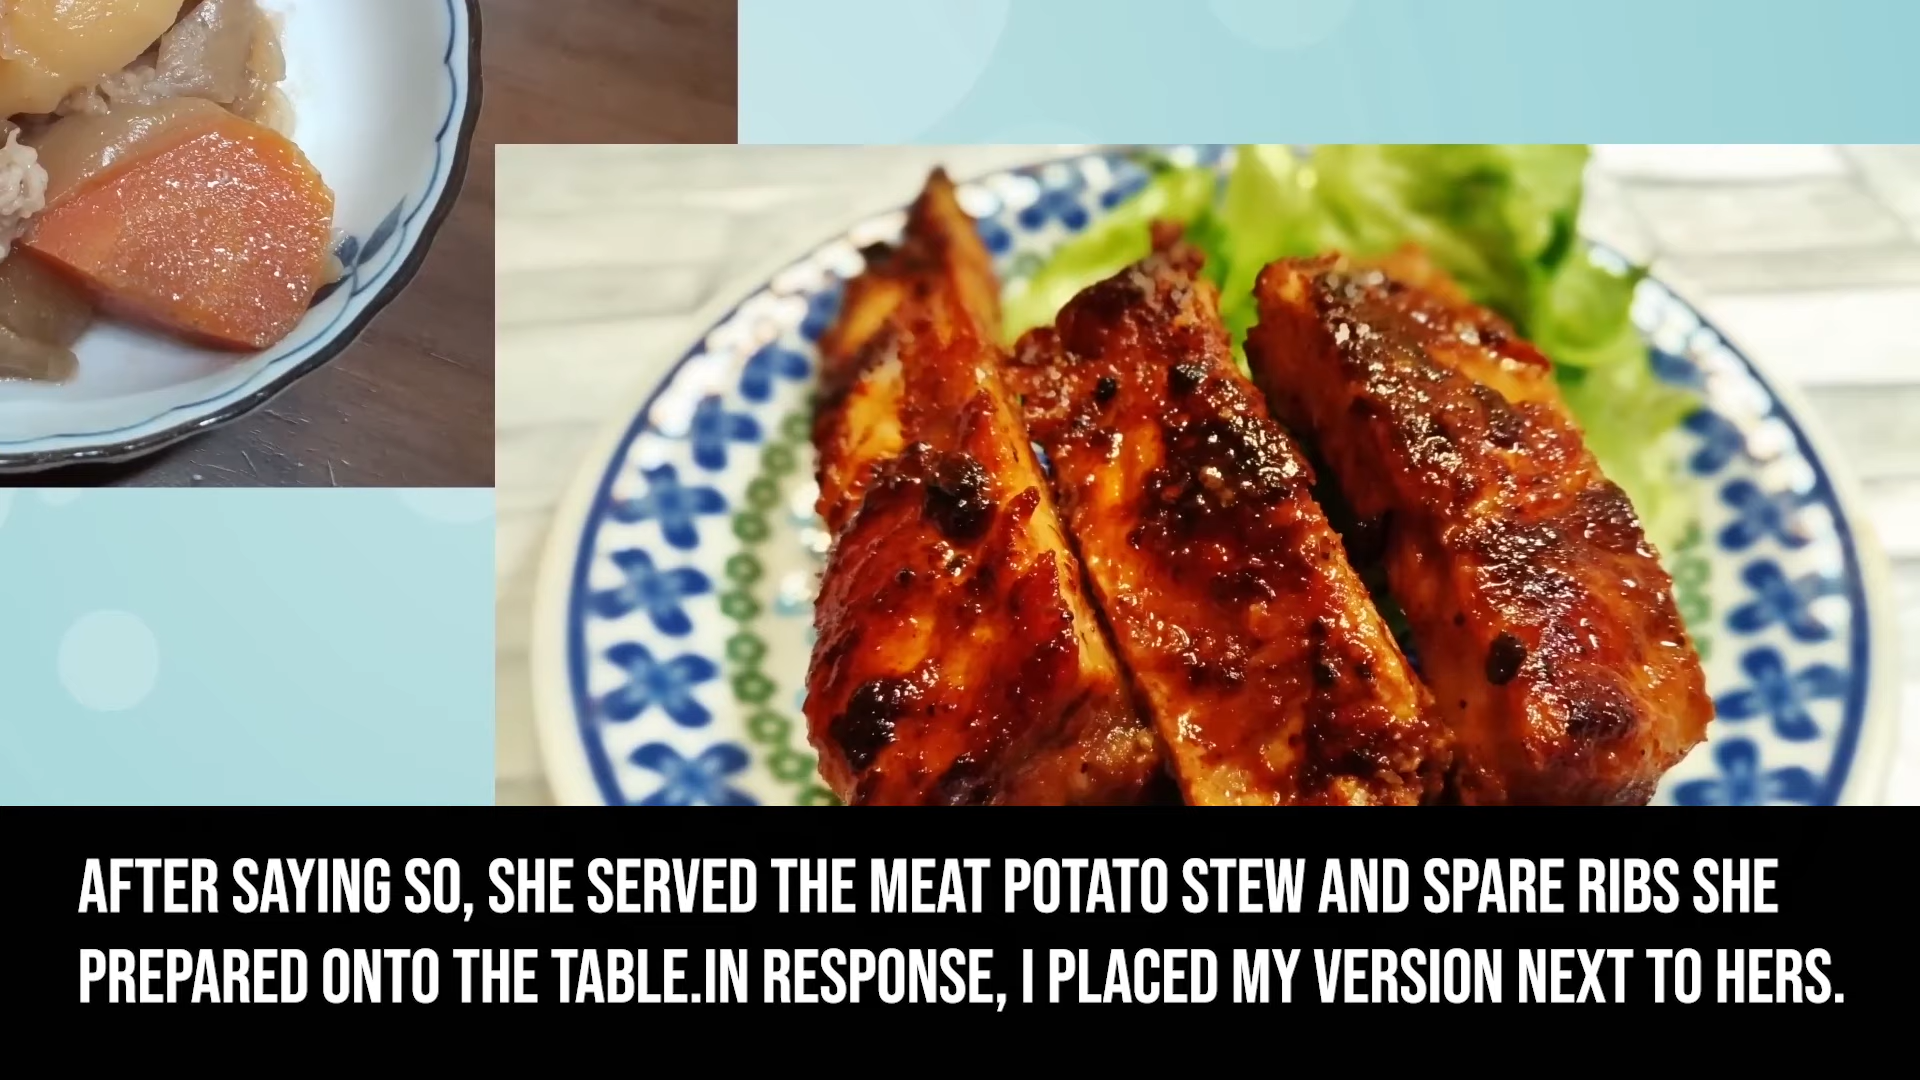 AFTER SAYING SO, SHE SERVED THE MEAT POTATO STEW AND SPARE RIBS SHE
PREPARED ONTO THE TABLE.IN RESPONSE, I PLACED MY VERSION NEXT TO HERS.